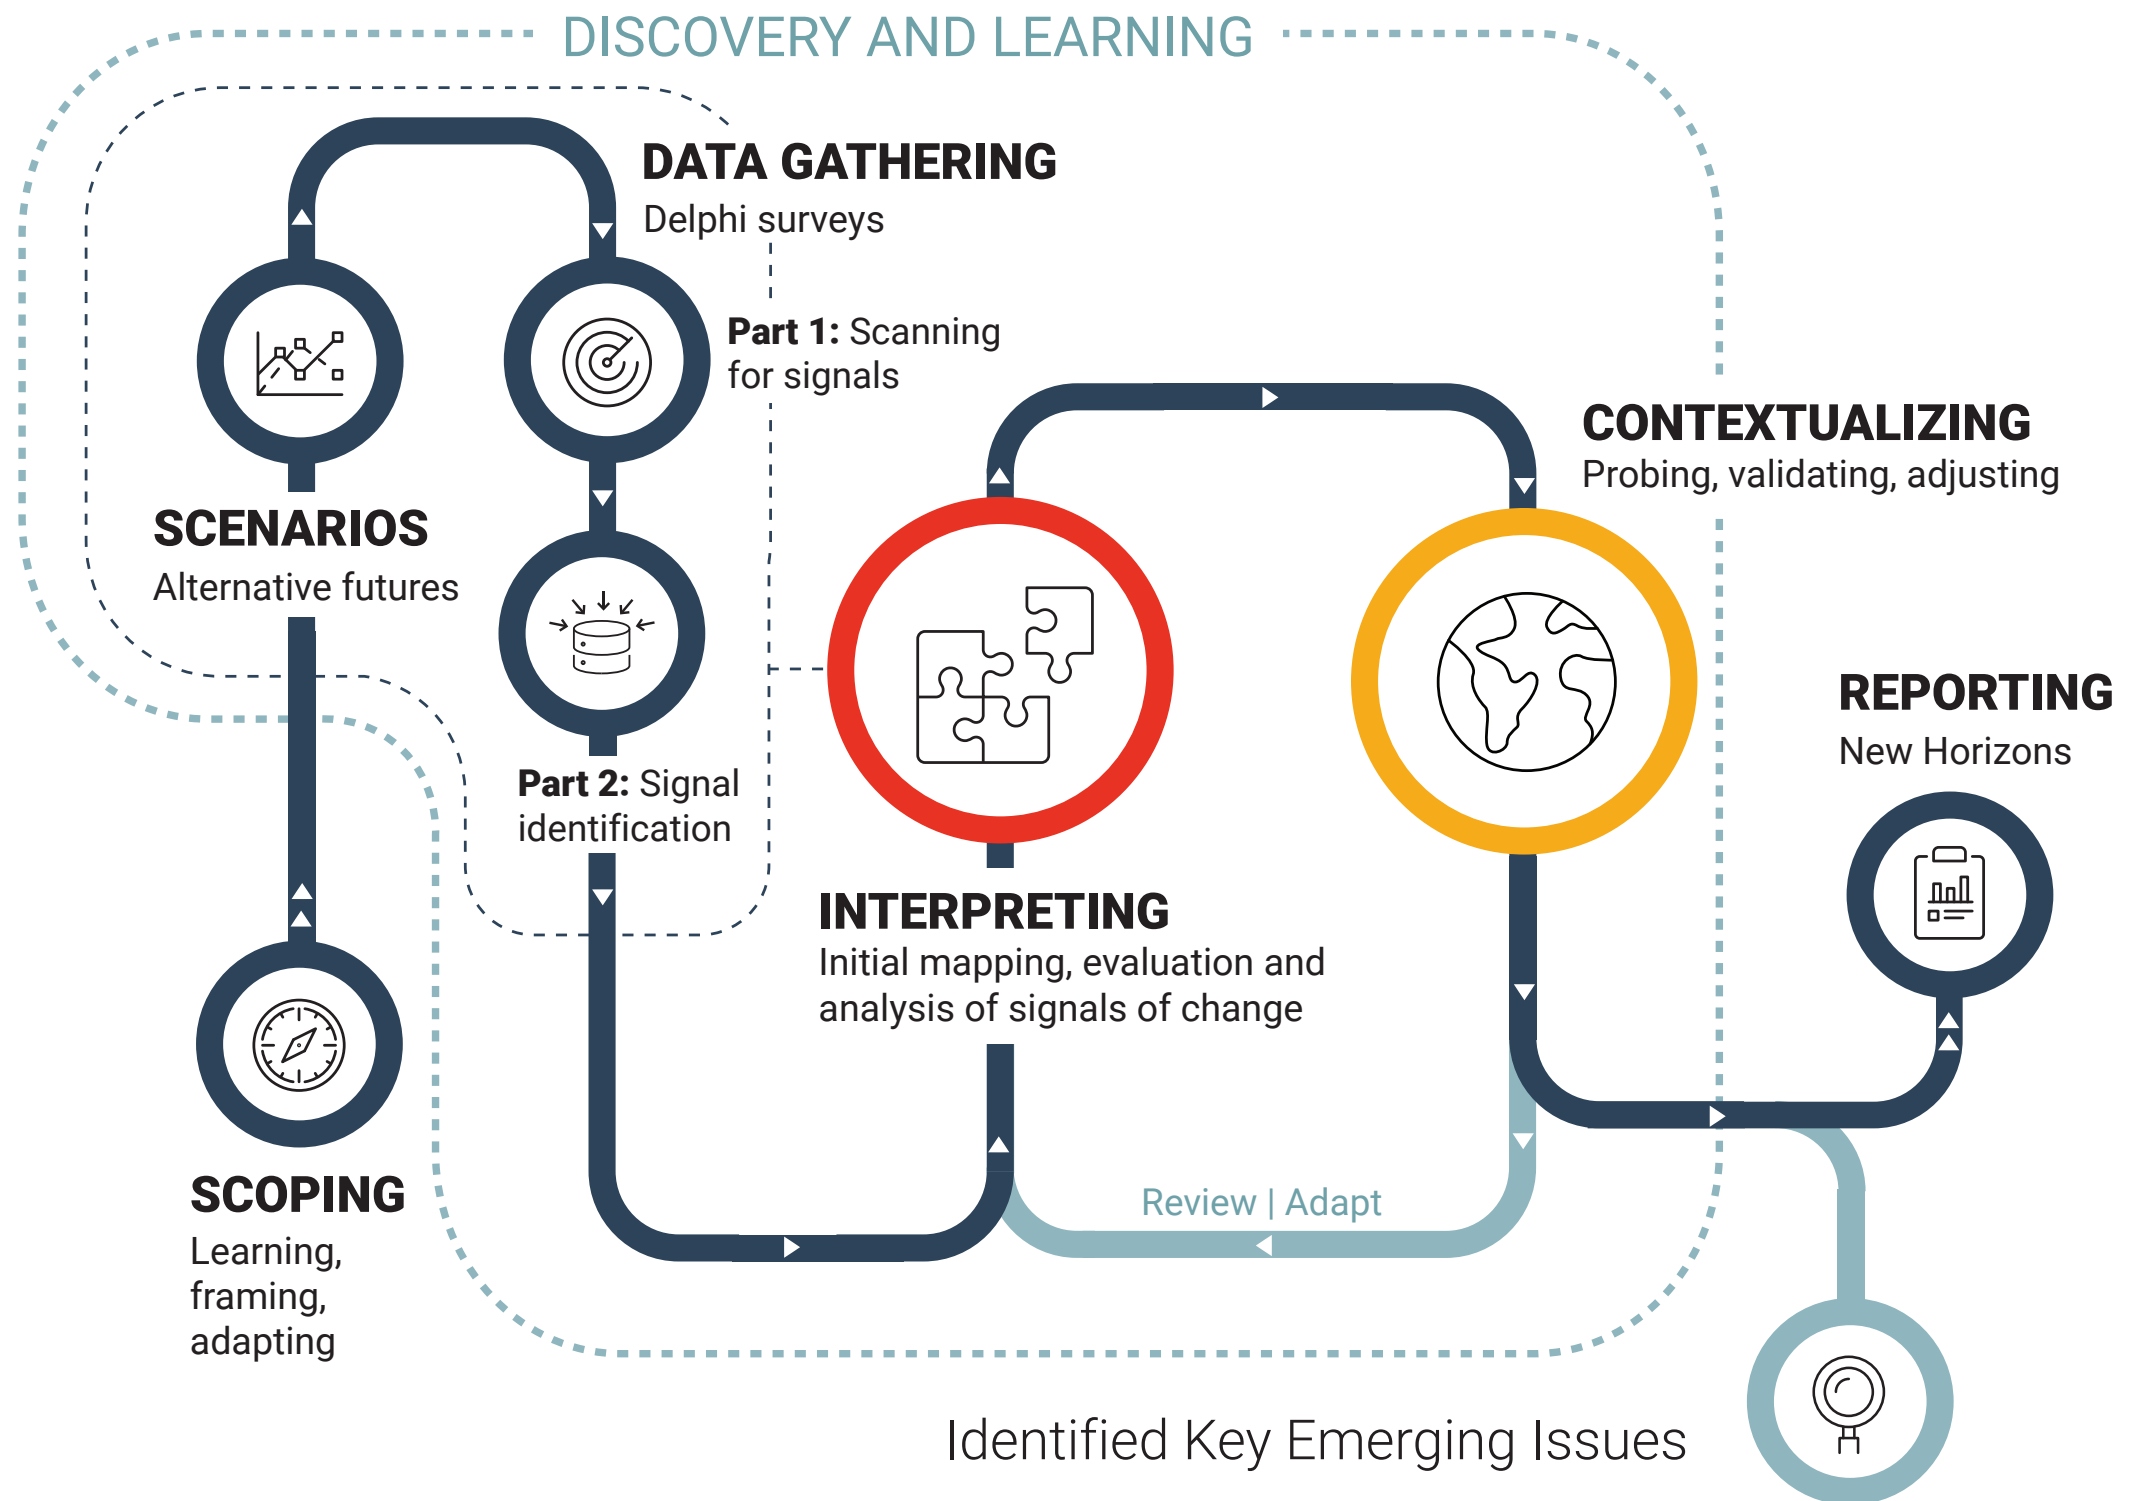 DISCOVERY AND LEARNING
DATA GATHERING
Delphi surveys
Part 1: Scanning
for signals
SCENARIOS
Alternative futures
Part 2: Signal
identification
CONTEXTUALIZING
Probing, validating, adjusting
REPORTING
New Horizons
INTERPRETING
Initial mapping, evaluation and
analysis of signals of change
SCOPING
Learning,
framing,
adapting
Review | Adapt
Identified Key Emerging Issues